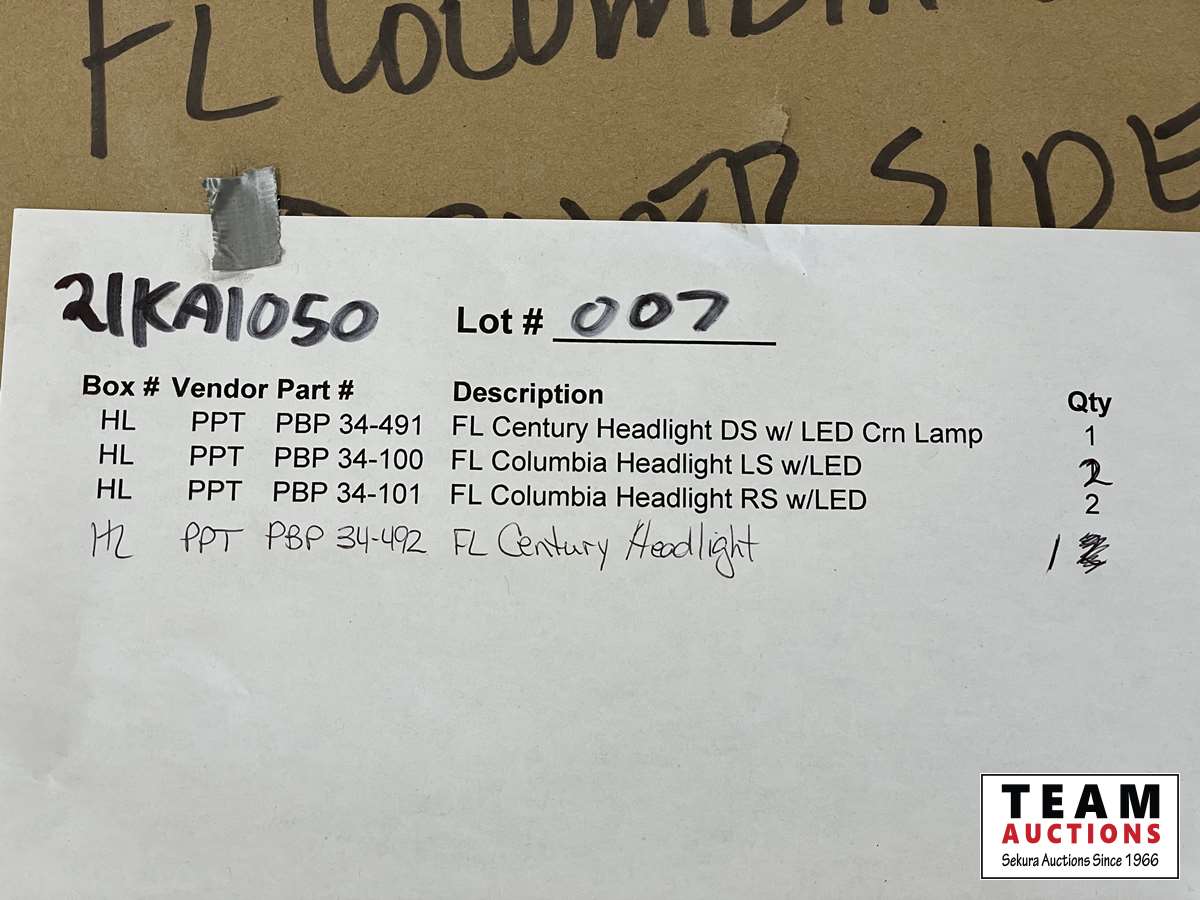 FL COLUMBIA
SIDE
21KA1050 Lot # 007
Box # Vendor Part # Description Qty
HL PPT PBP 34-491 FL Century Headlight DS w/ LED Crn Lamp 1
HL PPT PBP 34-100 FL Columbia Headlight LS w/LED 2
HL PPT PBP 34-101 FL Columbia Headlight RS w/LED 2
HL PPT PBP 34-492 FL Century Headlight 1
TEAM
AUCTIONS
Sekura Auctions Since 1966